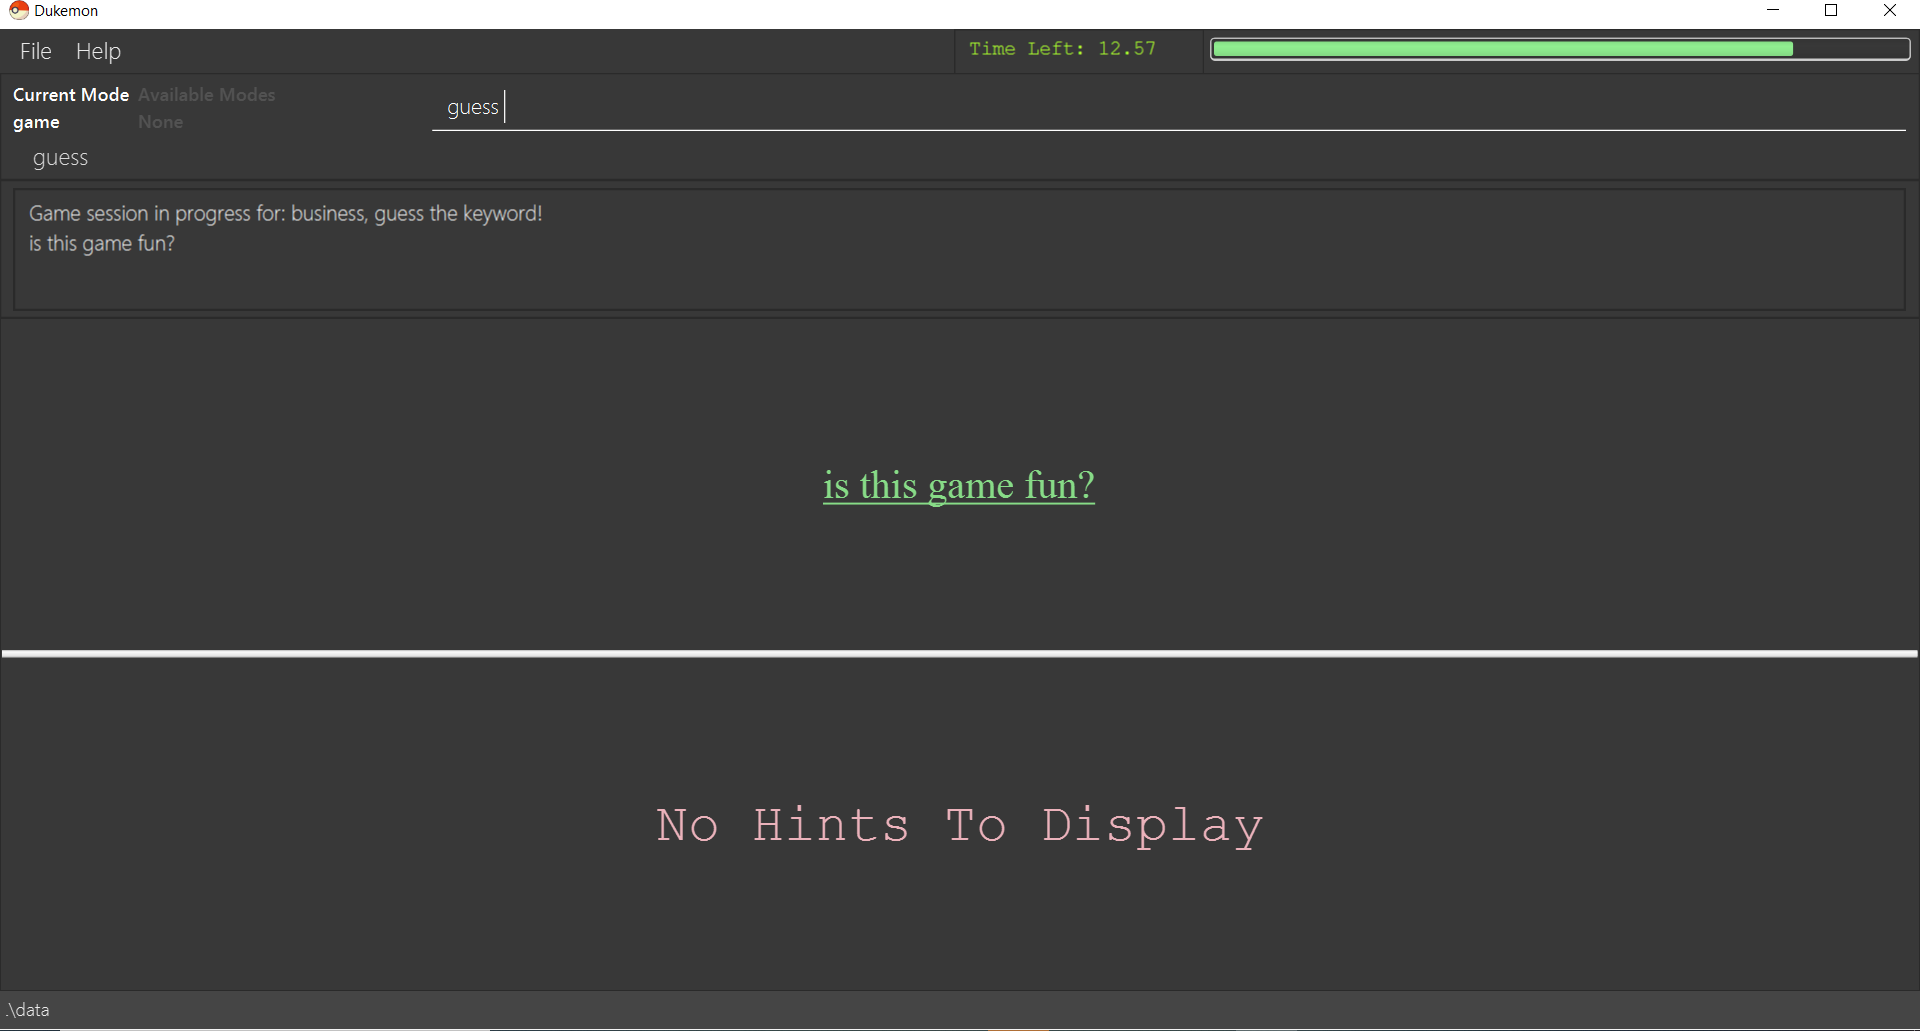 Dukemon
File Help
Time Left: 12.57
Current Mode Available Modes
game None
guess
guess
Game session in progress for: business, guess the keyword!
is this game fun?
is this game fun?
No Hints To Display
.\data